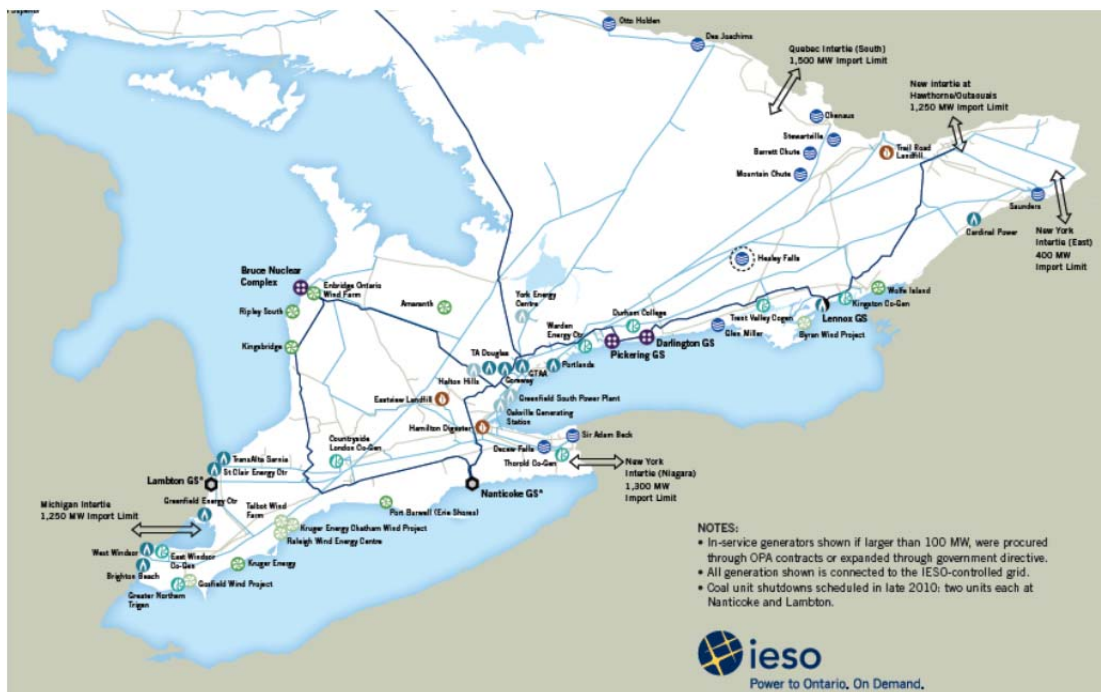 Otto Holden
Des Joachims
Quebec Intertie (South)
1,500 MW Import Limit
New intertie at
Hawthorne/Outaouais
1,250 MW Import Limit
Chenaux
Stewartville
Barrett Chute
Mountain Chute
Trail Road
Landfill
Saunders
Cardinal Power
New York
Intertie (East)
400 MW
Import Limit
Healey Falls
Bruce Nuclear
Complex
Enbridge Ontario
Wind Farm
Ripley South
Amaranth
York Energy
Centre
Kingsbridge
Durham College
Warden
Energy Ctr
Trent Valley Cogen
Wolfe Island
Kingston Co-Gen
Lennox GS
Glen Miller
Byran Wind Project
Darlington GS
Pickering GS
TA Douglas
GTAA
Portlands
Halton Hills
Goreway
Greenfield South Power Plant
Eastview Landfill
Oakville Generating
Station
Hamilton Digester
Sir Adam Beck
Decew Falls
Thorold Co-Gen
Countryside
London Co-Gen
TransAlta Sarnia
St Clair Energy Ctr
Lambton GS*
Nanticoke GS*
New York
Intertie (Niagara)
1,300 MW
Import Limit
Greenfield Energy Ctr
Talbot Wind
Farm
Port Burwell (Erie Shores)
Michigan Intertie
1,250 MW Import Limit
Kruger Energy Chatham Wind Project
Raleigh Wind Energy Centre
West Windsor
East Windsor
Co-Gen
Kruger Energy
Brighton Beach
Gosfield Wind Project
Greater Northern
Trigen
NOTES:
• In-service generators shown if larger than 100 MW, were procured
through OPA contracts or expanded through government directive.
• All generation shown is connected to the IESO-controlled grid.
• Coal unit shutdowns scheduled in late 2010; two units each at
Nanticoke and Lambton.
ieso
Power to Ontario. On Demand.